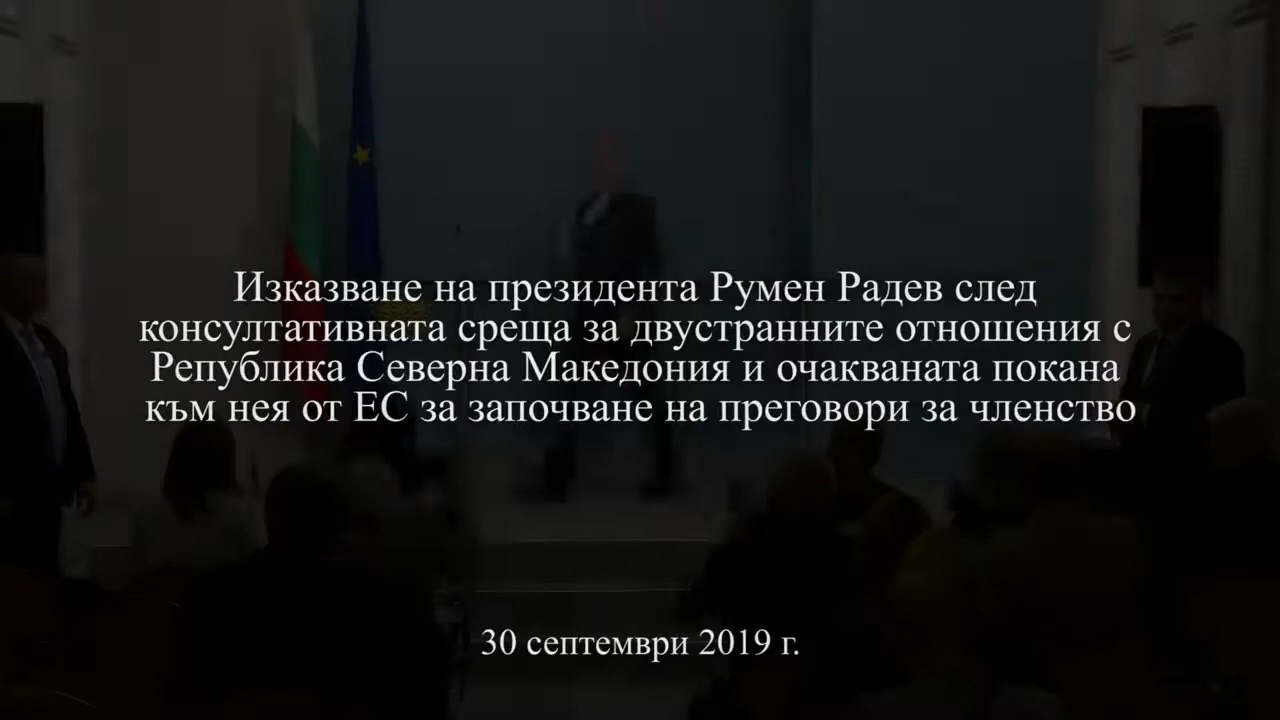 Изказване на президента Румен Радев след
консултативната среща за двустранните отношения с
Република Северна Македония и очакваната покана
към нея от ЕС за започване на преговори за членство
30 септември 2019 г.